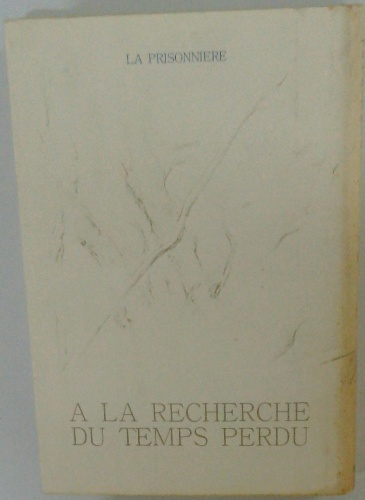 LA PRISONNIERE
A LA RECHERCHE
DU TEMPS PERDU